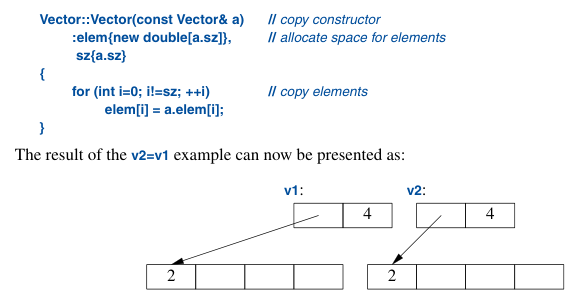 Vector::Vector(const Vector& a) // copy constructor
:elem{new double[a.sz]}, // allocate space for elements
sz{a.sz}
{
for (int i=0; i!=sz; ++i) // copy elements
elem[i] = a.elem[i];
}
The result of the v2=v1 example can now be presented as:
v1: v2:
4 4
2 2